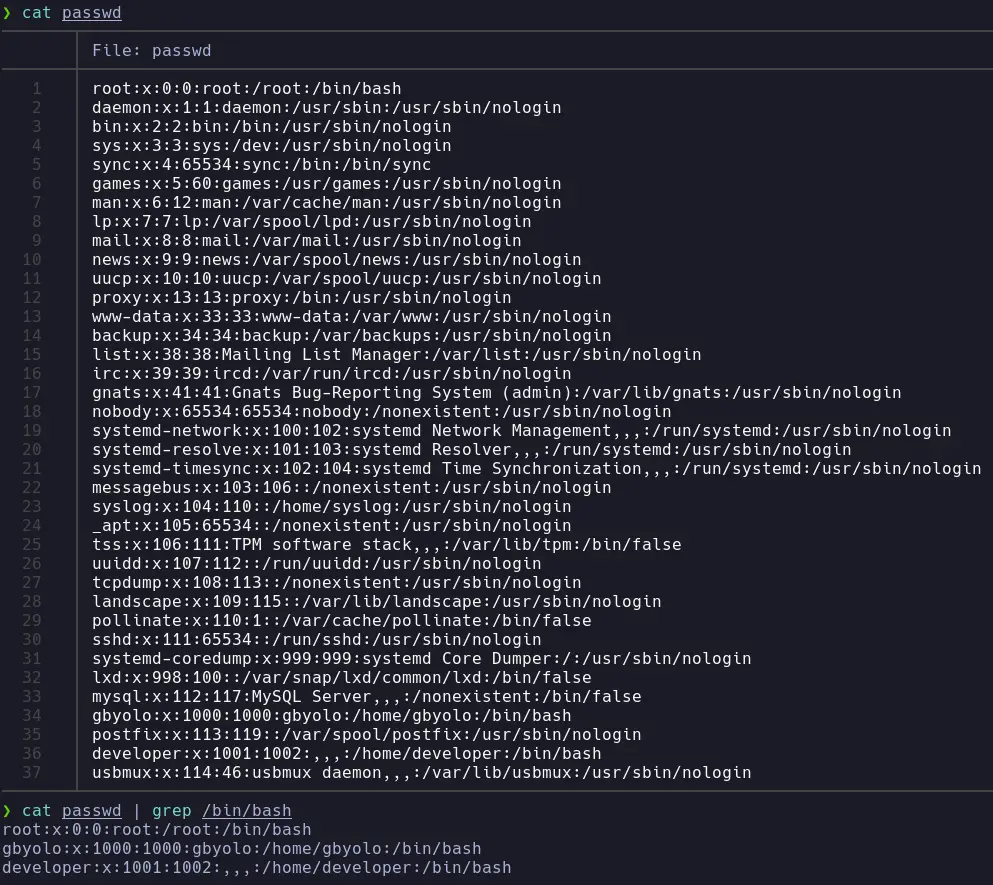 ❯ cat passwd
File: passwd
1 root:x:0:0:root:/root:/bin/bash
2 daemon:x:1:1:daemon:/usr/sbin:/usr/sbin/nologin
3 bin:x:2:2:bin:/bin:/usr/sbin/nologin
4 sys:x:3:3:sys:/dev:/usr/sbin/nologin
5 sync:x:4:65534:sync:/bin:/bin/sync
6 games:x:5:60:games:/usr/games:/usr/sbin/nologin
7 man:x:6:12:man:/var/cache/man:/usr/sbin/nologin
8 lp:x:7:7:lp:/var/spool/lpd:/usr/sbin/nologin
9 mail:x:8:8:mail:/var/mail:/usr/sbin/nologin
10 news:x:9:9:news:/var/spool/news:/usr/sbin/nologin
11 uucp:x:10:10:uucp:/var/spool/uucp:/usr/sbin/nologin
12 proxy:x:13:13:proxy:/bin:/usr/sbin/nologin
13 www-data:x:33:33:www-data:/var/www:/usr/sbin/nologin
14 backup:x:34:34:backup:/var/backups:/usr/sbin/nologin
15 list:x:38:38:Mailing List Manager:/var/list:/usr/sbin/nologin
16 irc:x:39:39:ircd:/var/run/ircd:/usr/sbin/nologin
17 gnats:x:41:41:Gnats Bug-Reporting System (admin):/var/lib/gnats:/usr/sbin/nologin
18 nobody:x:65534:65534:nobody:/nonexistent:/usr/sbin/nologin
19 systemd-network:x:100:102:systemd Network Management,,,:/run/systemd:/usr/sbin/nologin
20 systemd-resolve:x:101:103:systemd Resolver,,,:/run/systemd:/usr/sbin/nologin
21 systemd-timesync:x:102:104:systemd Time Synchronization,,,:/run/systemd:/usr/sbin/nologin
22 messagebus:x:103:106::/nonexistent:/usr/sbin/nologin
23 syslog:x:104:110::/home/syslog:/usr/sbin/nologin
24 _apt:x:105:65534::/nonexistent:/usr/sbin/nologin
25 tss:x:106:111:TPM software stack,,,:/var/lib/tpm:/bin/false
26 uuidd:x:107:112::/run/uuidd:/usr/sbin/nologin
27 tcpdump:x:108:113::/nonexistent:/usr/sbin/nologin
28 landscape:x:109:115::/var/lib/landscape:/usr/sbin/nologin
29 pollinate:x:110:1::/var/cache/pollinate:/bin/false
30 sshd:x:111:65534::/run/sshd:/usr/sbin/nologin
31 systemd-coredump:x:999:999:systemd Core Dumper:/:/usr/sbin/nologin
32 lxd:x:998:100::/var/snap/lxd/common/lxd:/bin/false
33 mysql:x:112:117:MySQL Server,,,:/nonexistent:/bin/false
34 gbyolo:x:1000:1000:gbyolo:/home/gbyolo:/bin/bash
35 postfix:x:113:119::/var/spool/postfix:/usr/sbin/nologin
36 developer:x:1001:1002:,,,:/home/developer:/bin/bash
37 usbmux:x:114:46:usbmux daemon,,,:/var/lib/usbmux:/usr/sbin/nologin
❯ cat passwd | grep /bin/bash
root:x:0:0:root:/root:/bin/bash
gbyolo:x:1000:1000:gbyolo:/home/gbyolo:/bin/bash
developer:x:1001:1002:,,,:/home/developer:/bin/bash